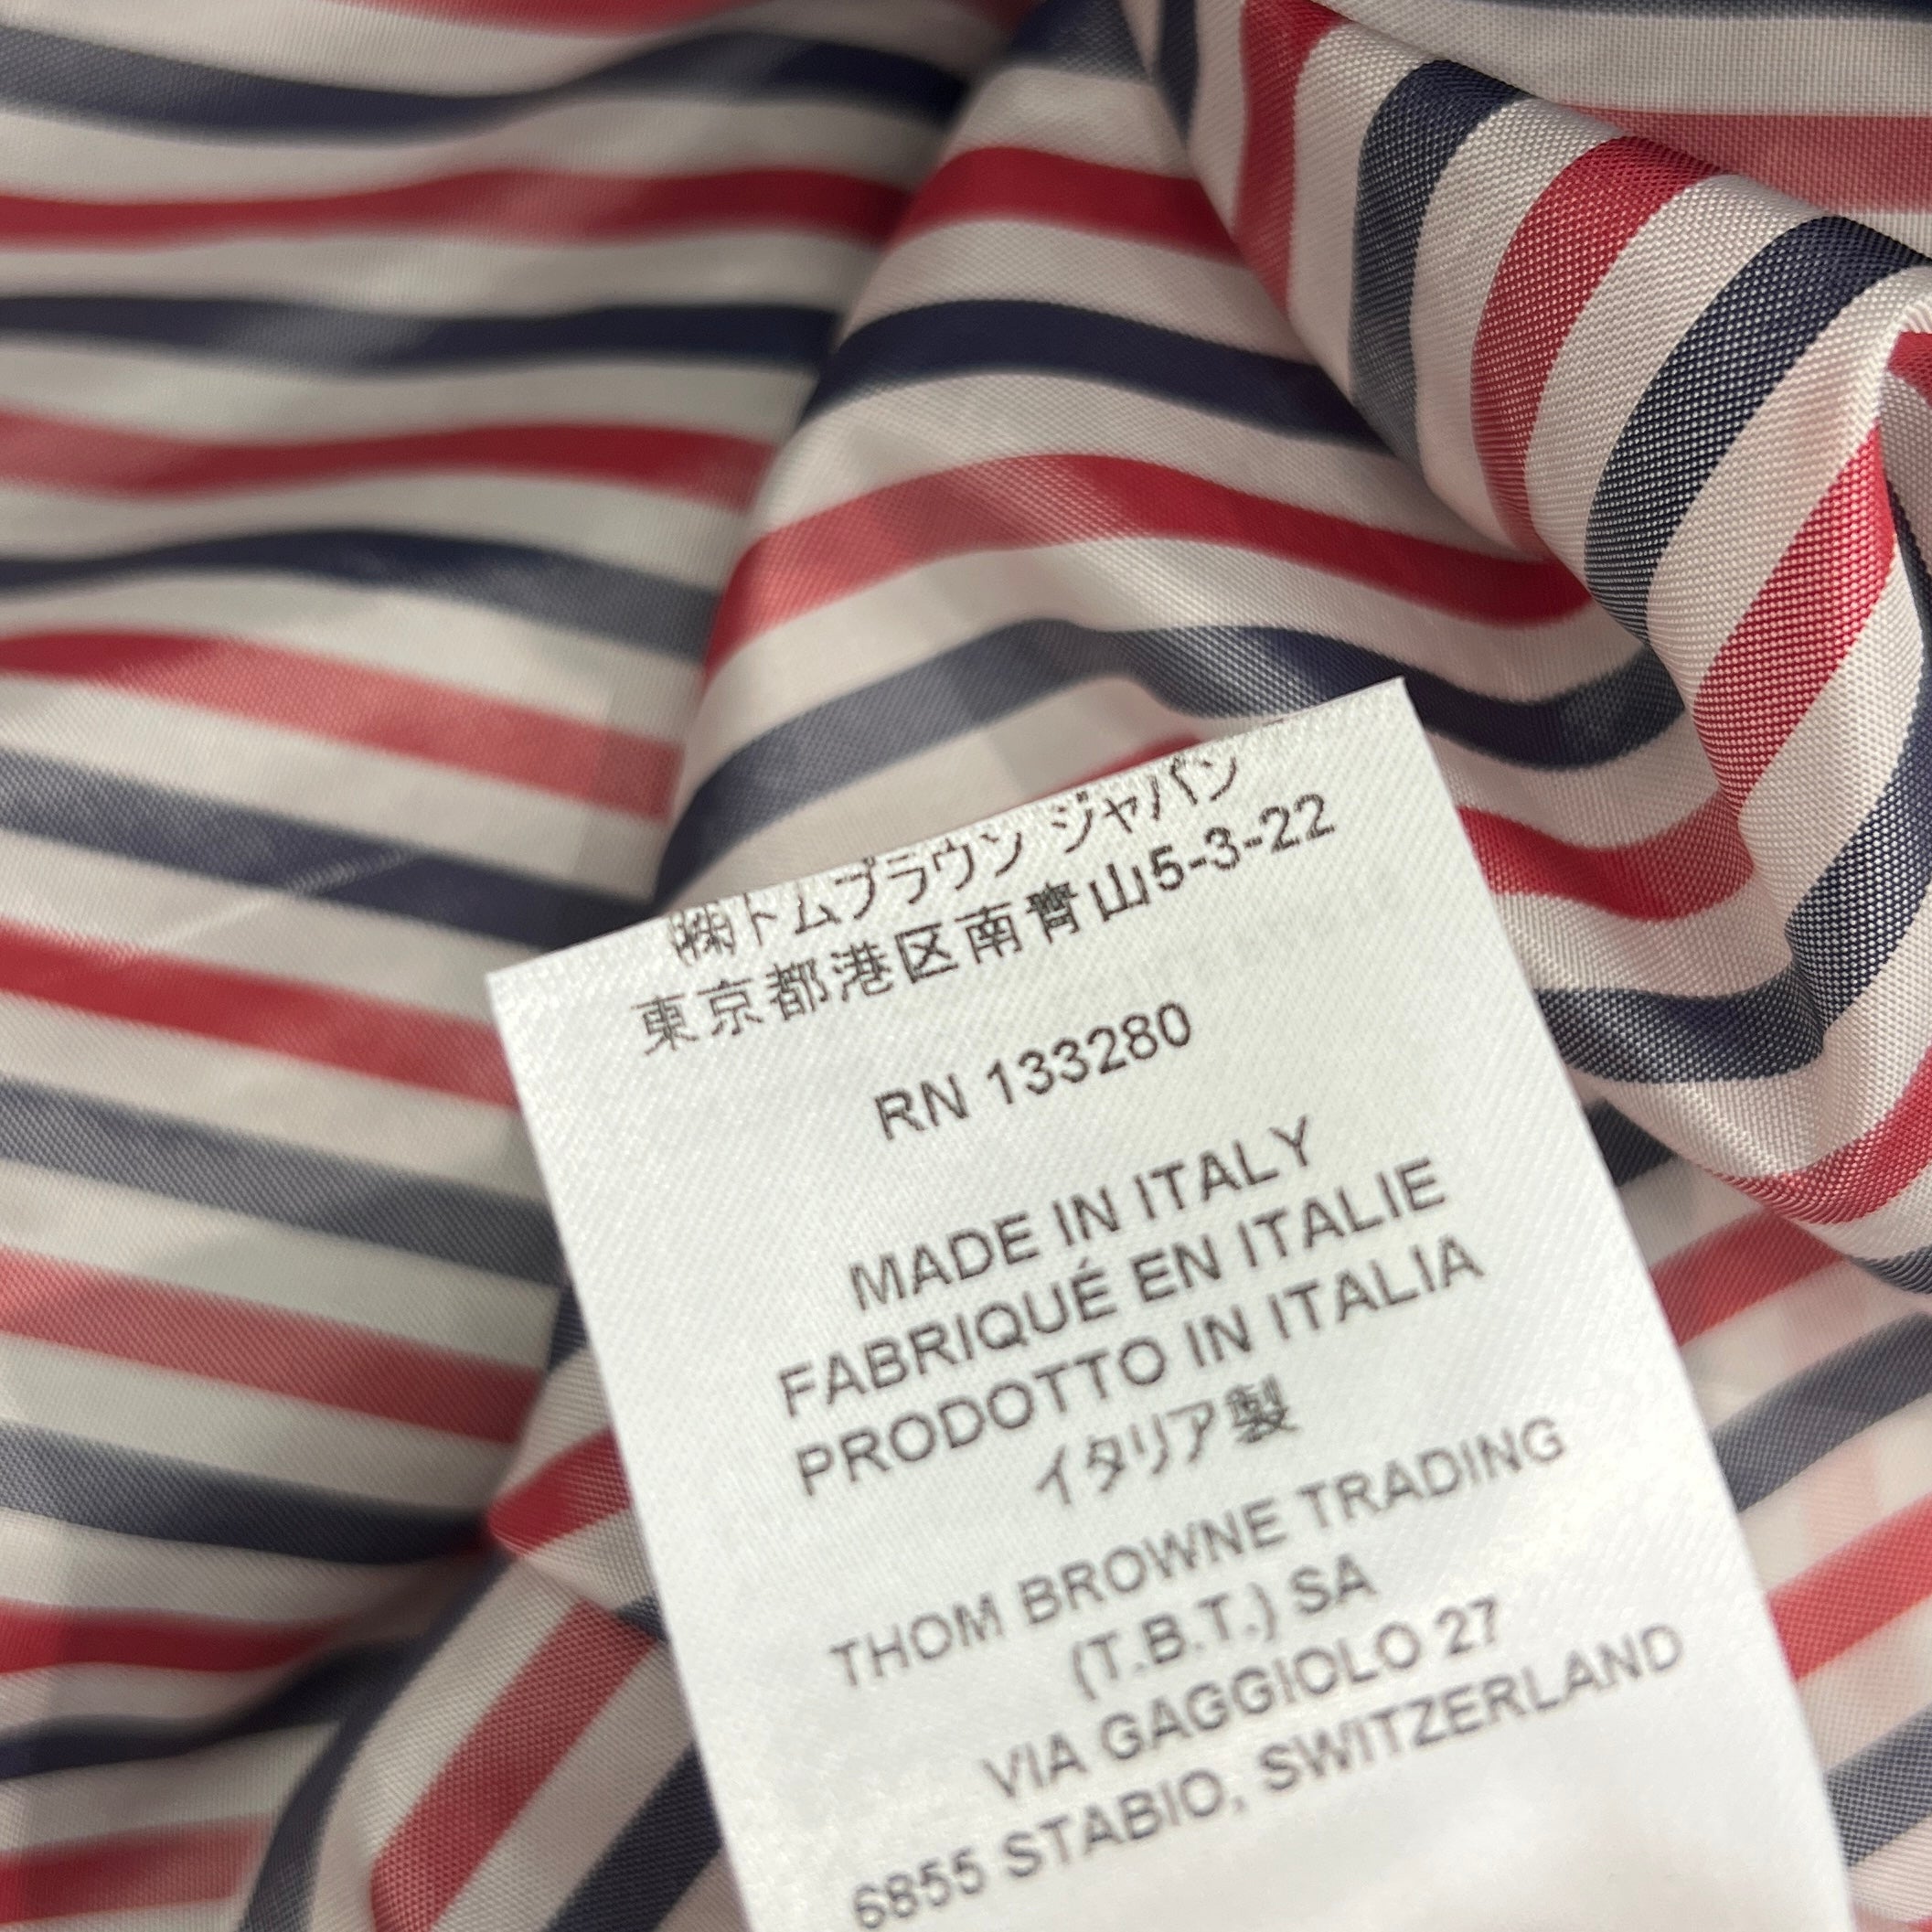 ㈱トムブラウン ジャパン
東京都港区南青山5-3-22
RN 133280
MADE IN ITALY
FABRIQUÉ EN ITALIE
PRODOTTO IN ITALIA
イタリア製
THOM BROWNE TRADING
(T.B.T.) SA
VIA GAGGIOLO 27
6855 STABIO, SWITZERLAND